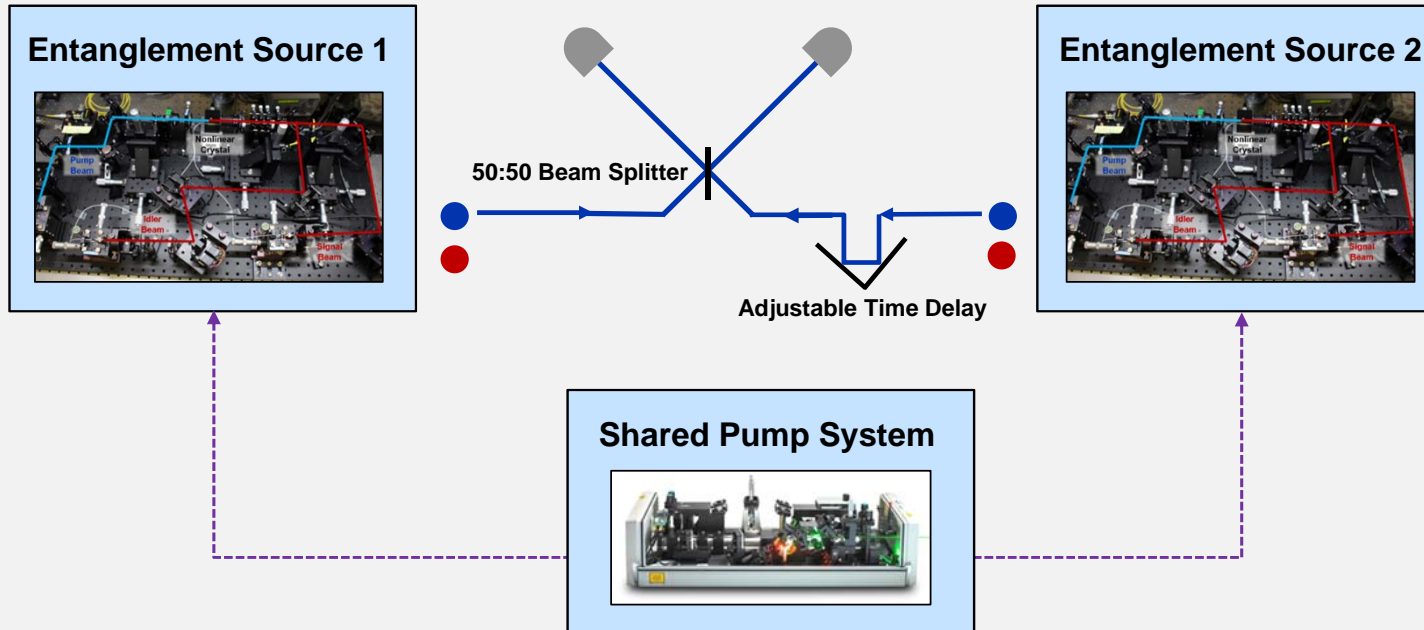 Entanglement Source 1
Entanglement Source 2
Nonlinear
Crystal
Pump
Beam
Idler
Beam
Signal
Beam
Nonlinear
Crystal
Pump
Beam
Idler
Beam
Signal
Beam
50:50 Beam Splitter
Adjustable Time Delay
Shared Pump System